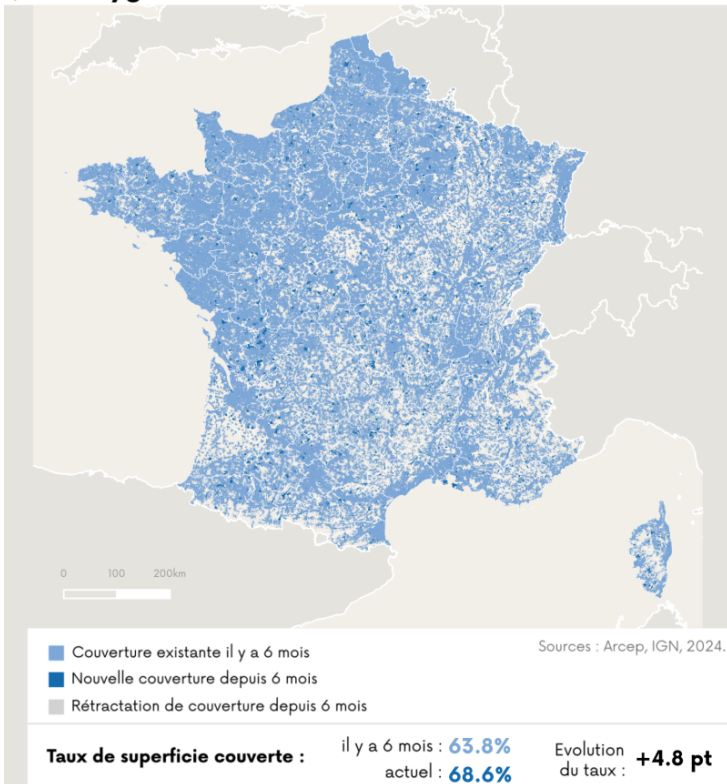 0 100 200km
Couverture existante il y a 6 mois
Sources : Arcep, IGN, 2024.
Nouvelle couverture depuis 6 mois
Rétractation de couverture depuis 6 mois
Taux de superficie couverte :
il y a 6 mois : 63.8%
actuel : 68.6%
Evolution
du taux :
+4.8 pt